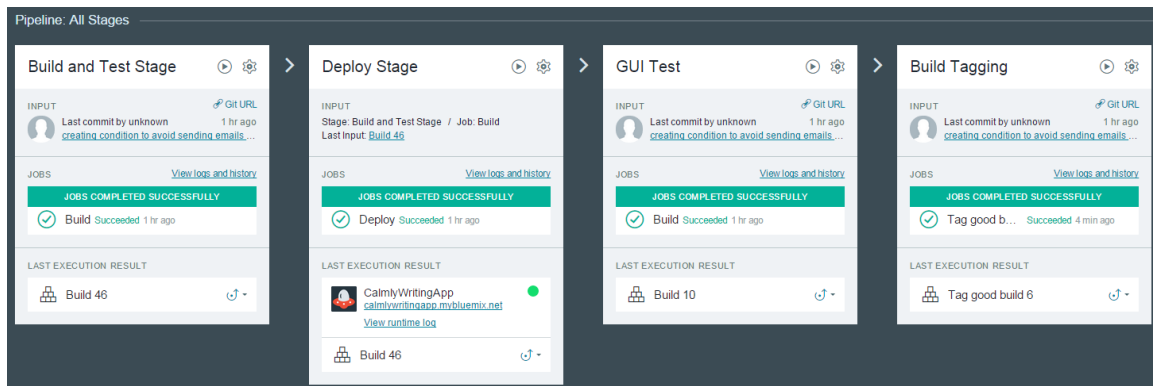 Pipeline: All Stages
Build and Test Stage
INPUT
Git URL
Last commit by unknown 1 hr ago
creating condition to avoid sending emails ...
JOBS
View logs and history
JOBS COMPLETED SUCCESSFULLY
Build Succeeded 1 hr ago
LAST EXECUTION RESULT
Build 46
Deploy Stage
INPUT
Stage: Build and Test Stage / Job: Build
Last Input: Build 46
JOBS
View logs and history
JOBS COMPLETED SUCCESSFULLY
Deploy Succeeded 1 hr ago
LAST EXECUTION RESULT
CalmlyWritingApp
calmlywritingapp.mybluemix.net
View runtime log
Build 46
GUI Test
INPUT
Git URL
Last commit by unknown 1 hr ago
creating condition to avoid sending emails ...
JOBS
View logs and history
JOBS COMPLETED SUCCESSFULLY
Build Succeeded 1 hr ago
LAST EXECUTION RESULT
Build 10
Build Tagging
INPUT
Git URL
Last commit by unknown 1 hr ago
creating condition to avoid sending emails ...
JOBS
View logs and history
JOBS COMPLETED SUCCESSFULLY
Tag good b... Succeeded 4 min ago
LAST EXECUTION RESULT
Tag good build 6